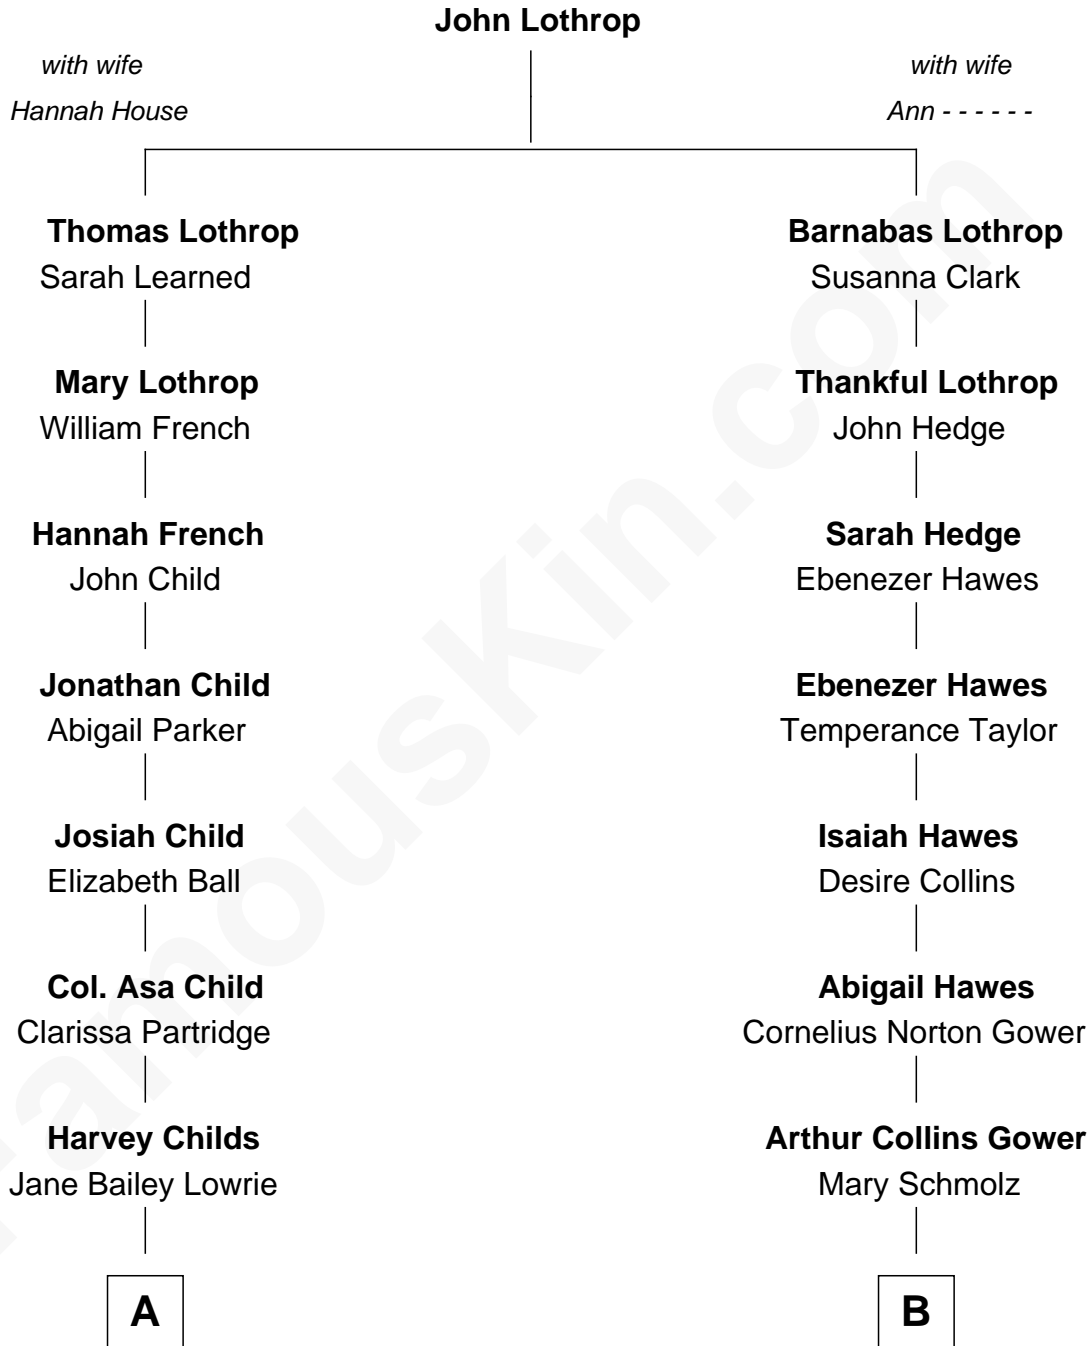 John Lothrop
with wife
Hannah House
with wife
Ann - - - - - -
Thomas Lothrop
Sarah Learned
Barnabas Lothrop
Susanna Clark
Mary Lothrop
William French
Thankful Lothrop
John Hedge
Hannah French
John Child
Sarah Hedge
Ebenezer Hawes
Jonathan Child
Abigail Parker
Ebenezer Hawes
Temperance Taylor
Josiah Child
Elizabeth Ball
Isaiah Hawes
Desire Collins
Col. Asa Child
Clarissa Partridge
Abigail Hawes
Cornelius Norton Gower
Harvey Childs
Jane Bailey Lowrie
Arthur Collins Gower
Mary Schmolz
A
B
FamousKin.com